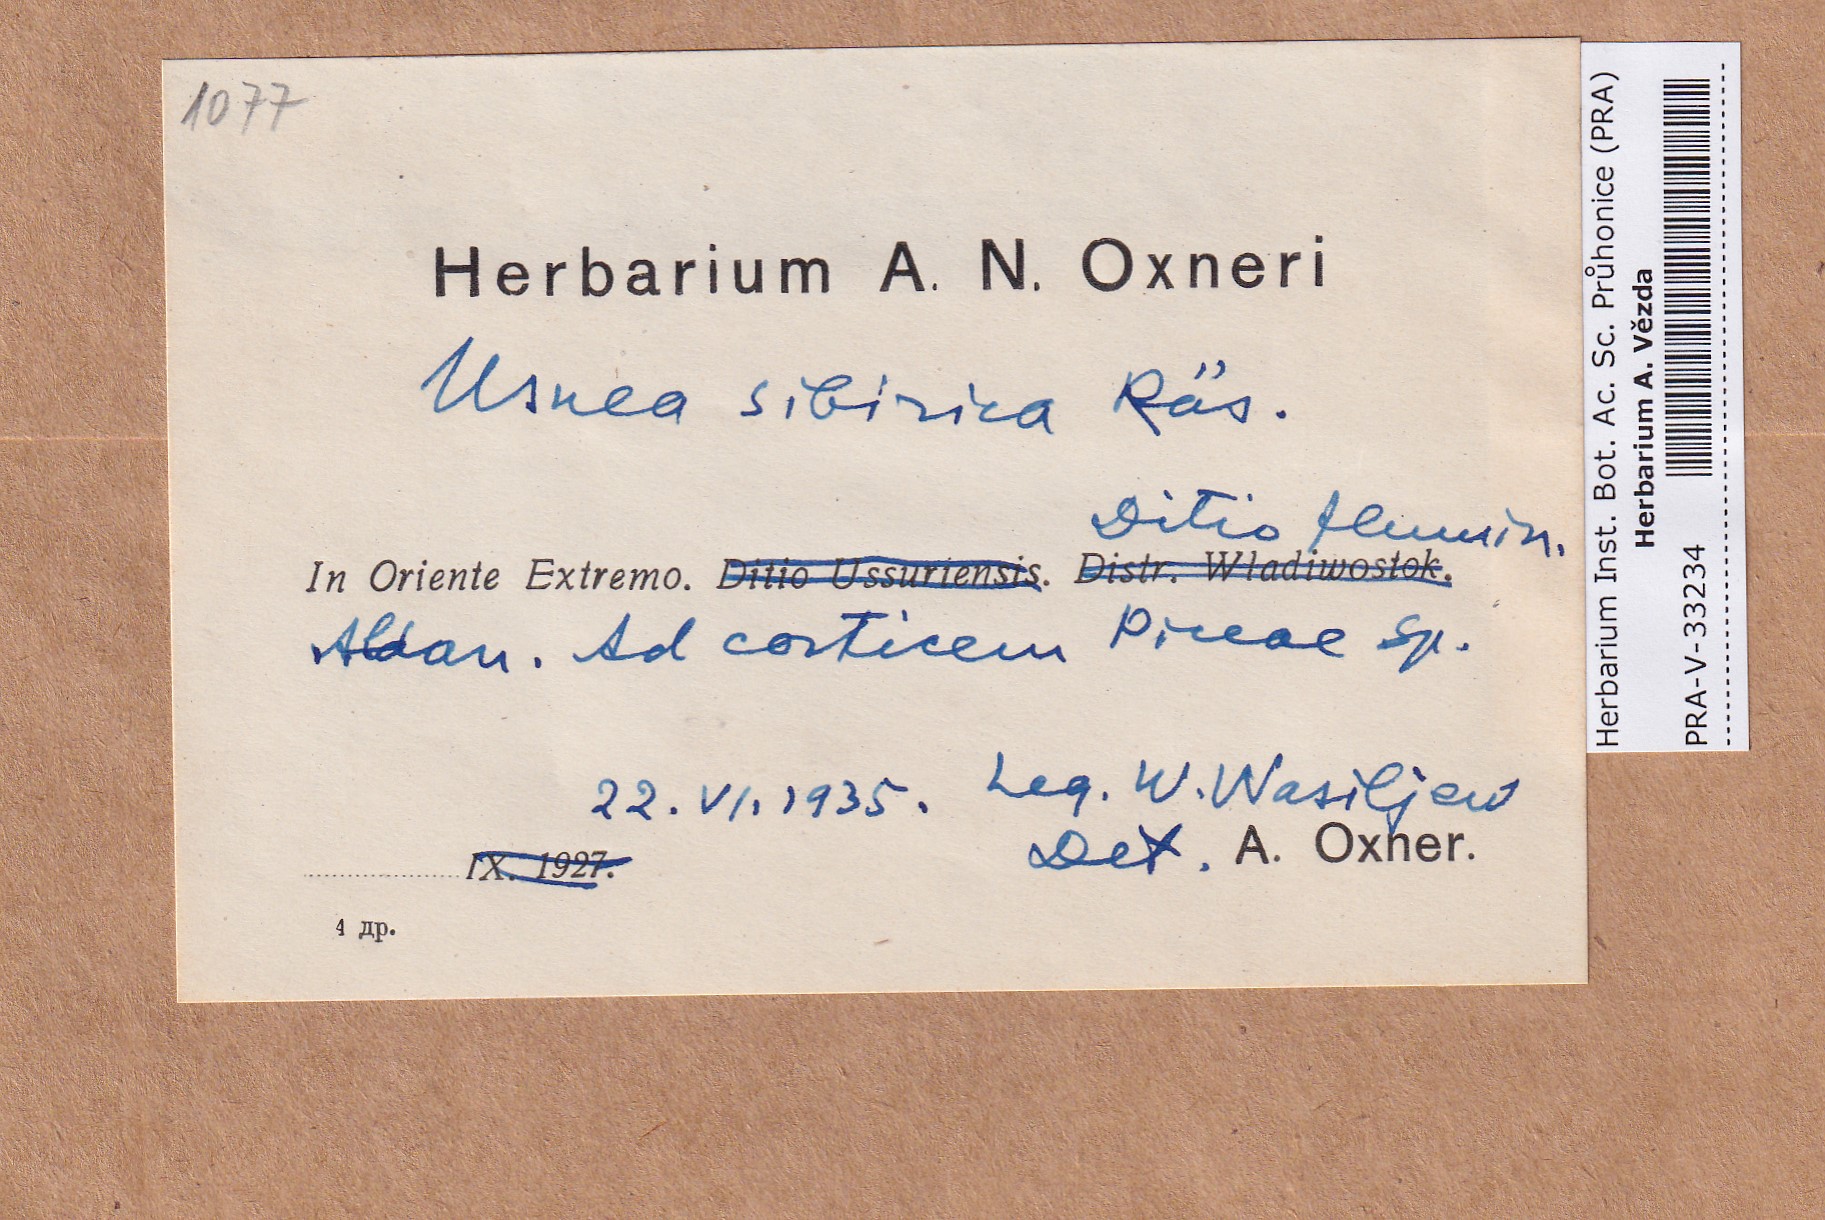 1077
Herbarium A. N. Oxneri
Usnea sibirica Räs.
Ditio flumin.
In Oriente Extremo. Ditio Ussuriensis. Distr. Wladiwostok.
Aldan. Ad corticem Piceae sp.
22. VI. 1935. Leg. W. Wasiljew
Det. A. Oxner.
IX. 1927.
4 др.
Herbarium Inst. Bot. Ac. Sc. Průhonice (PRA)
Herbarium A. Vězda
PRA-V-33234